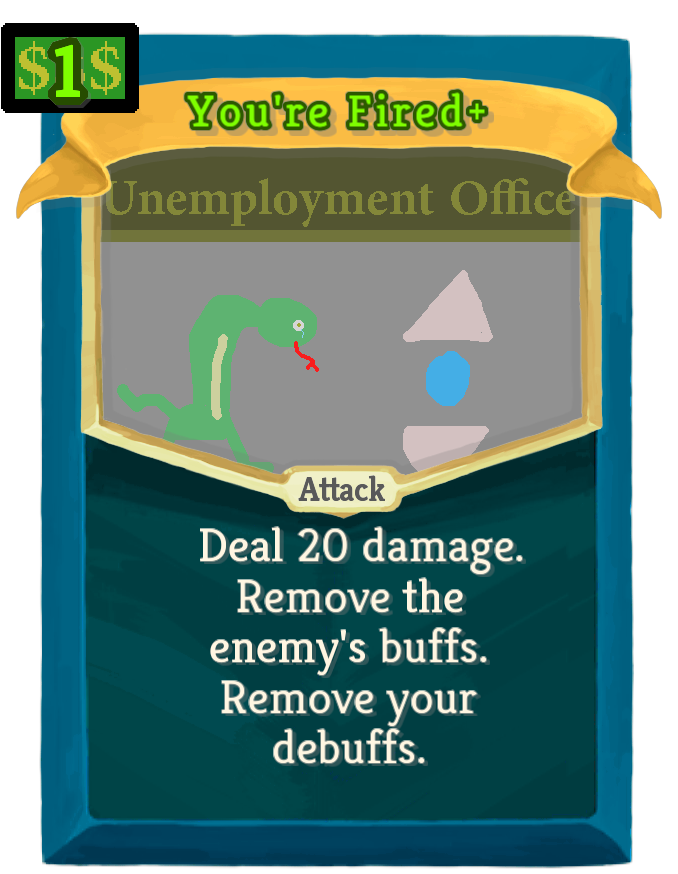 $1$
You're Fired+
Unemployment Office
Attack
Deal 20 damage.
Remove the
enemy's buffs.
Remove your
debuffs.